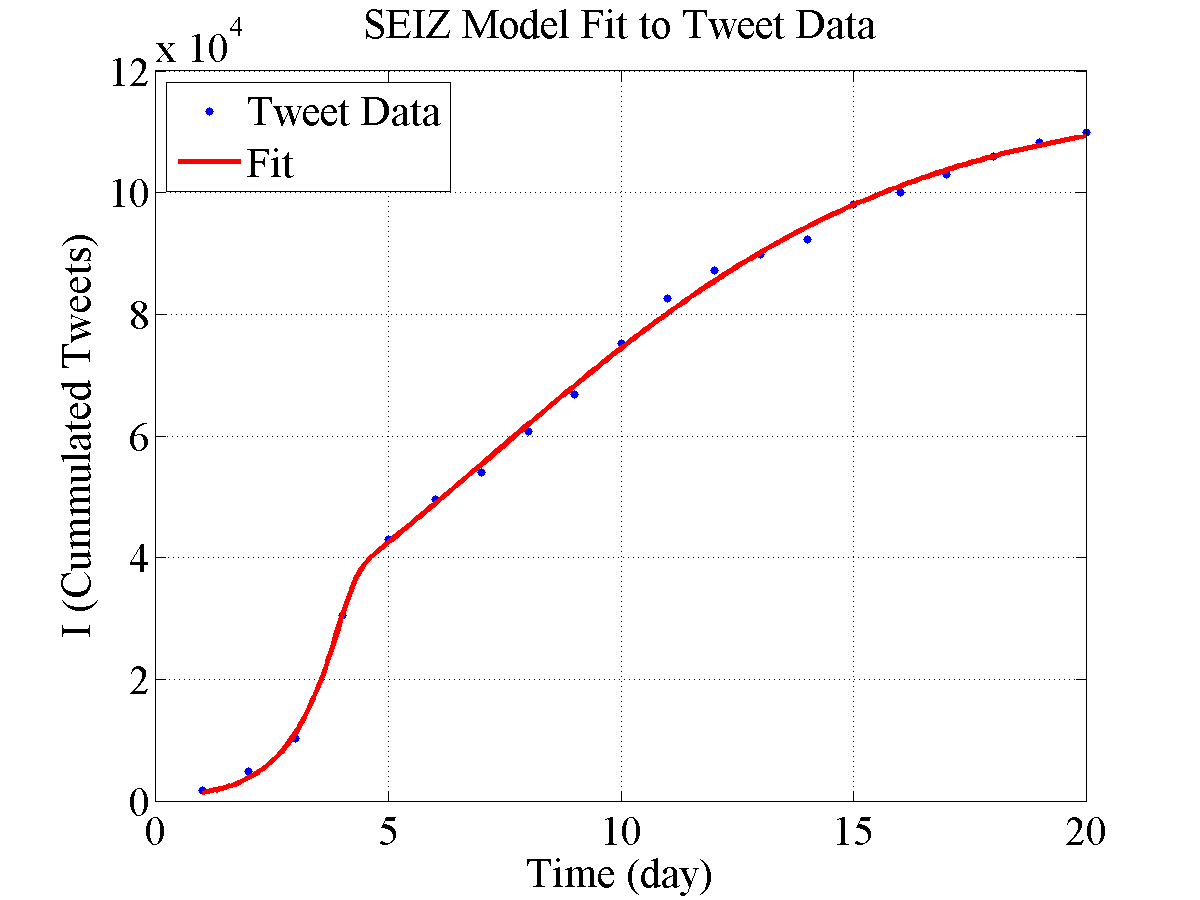 SEIZ Model Fit to Tweet Data
x 10^4
12
10
8
6
4
2
0
Tweet Data
Fit
I (Cummulated Tweets)
0 5 10 15 20
Time (day)